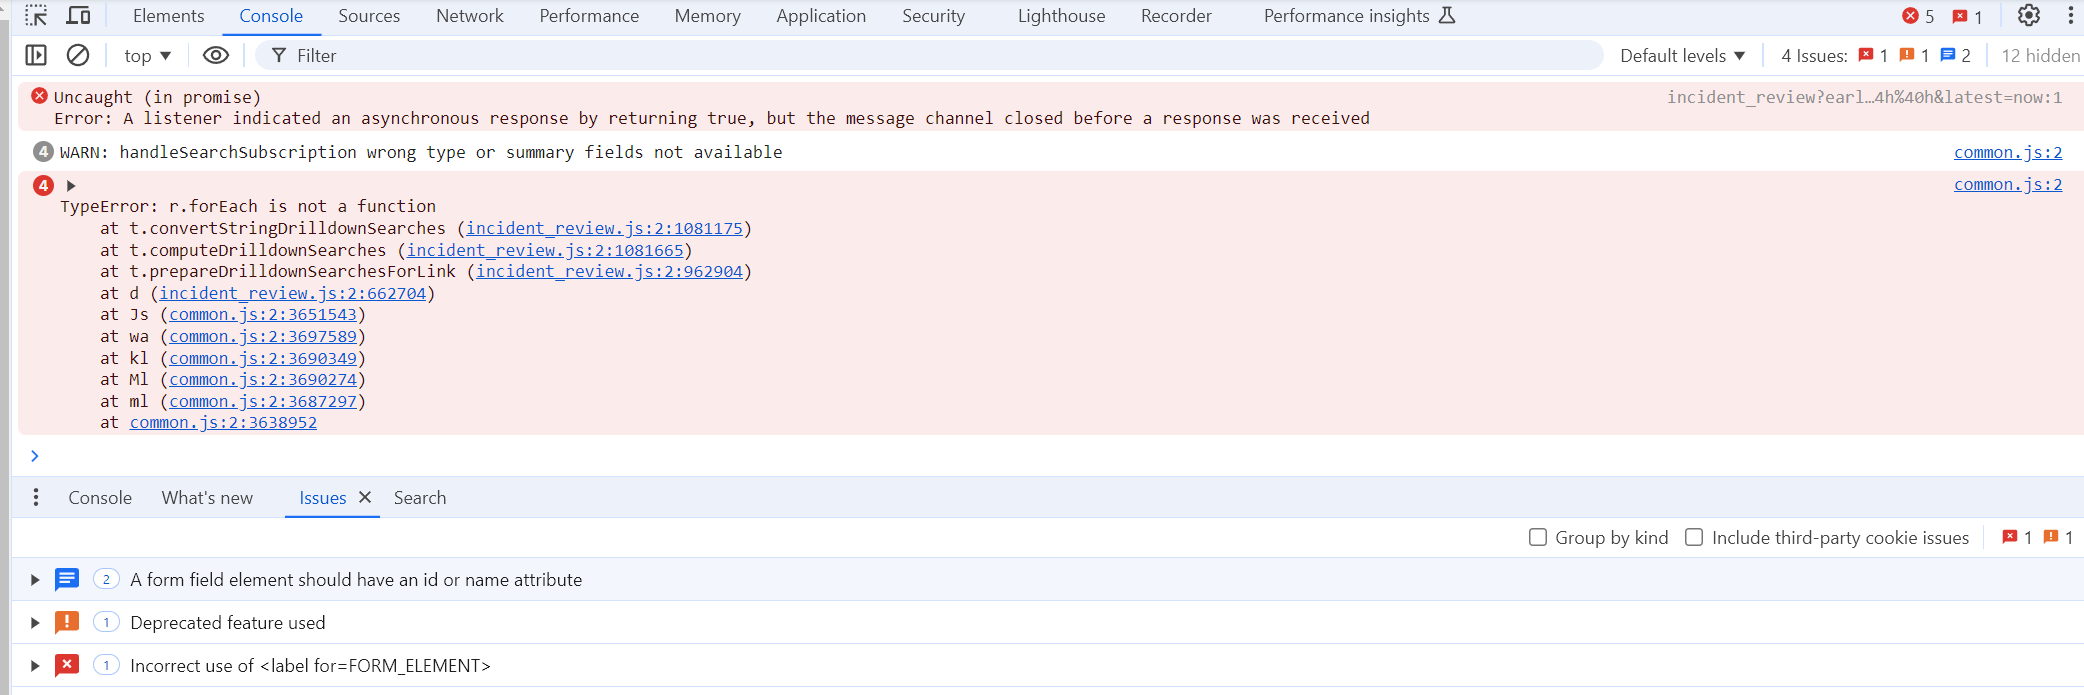 Elements Console Sources Network Performance Memory Application Security Lighthouse Recorder Performance insights 5 1
top Filter Default levels 4 Issues: 1 1 2 12 hidden
Uncaught (in promise) incident_review?earl…4h%40h&latest=now:1
Error: A listener indicated an asynchronous response by returning true, but the message channel closed before a response was received
4 WARN: handleSearchSubscription wrong type or summary fields not available common.js:2
4 common.js:2
TypeError: r.forEach is not a function
at t.convertStringDrilldownSearches (incident_review.js:2:1081175)
at t.computeDrilldownSearches (incident_review.js:2:1081665)
at t.prepareDrilldownSearchesForLink (incident_review.js:2:962904)
at d (incident_review.js:2:662704)
at Js (common.js:2:3651543)
at wa (common.js:2:3697589)
at kl (common.js:2:3690349)
at Ml (common.js:2:3690274)
at ml (common.js:2:3687297)
at common.js:2:3638952
Console What's new Issues Search
Group by kind Include third-party cookie issues 1 1
2 A form field element should have an id or name attribute
1 Deprecated feature used
1 Incorrect use of <label for=FORM_ELEMENT>